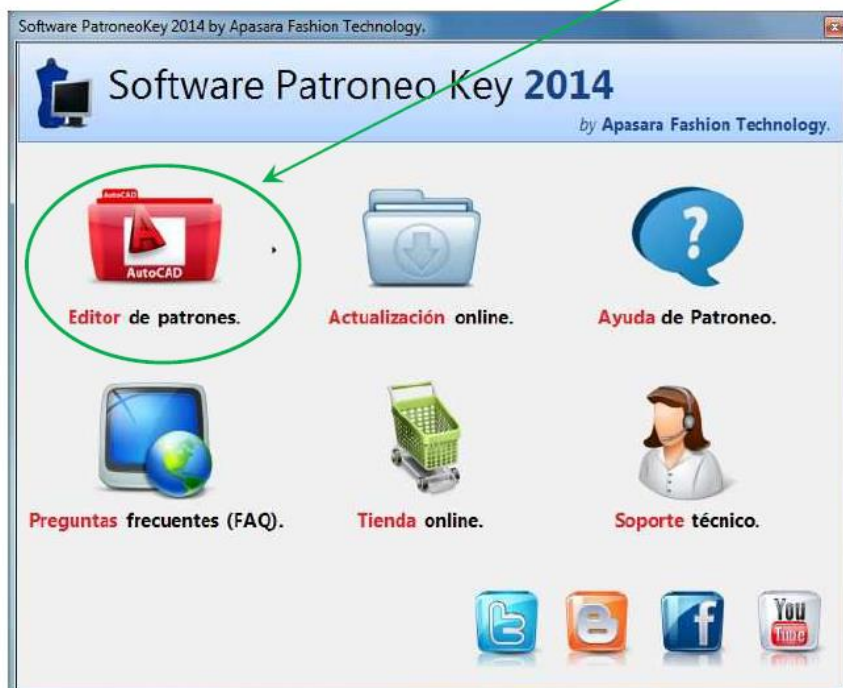 Software PatroneoKey 2014 by Apasara Fashion Technology.
Software Patroneo Key 2014
by Apasara Fashion Technology.
AutoCAD
AutoCAD
Editor de patrones.
Actualización online.
Ayuda de Patroneo.
Preguntas frecuentes (FAQ).
Tienda online.
Soporte técnico.
You
Tube